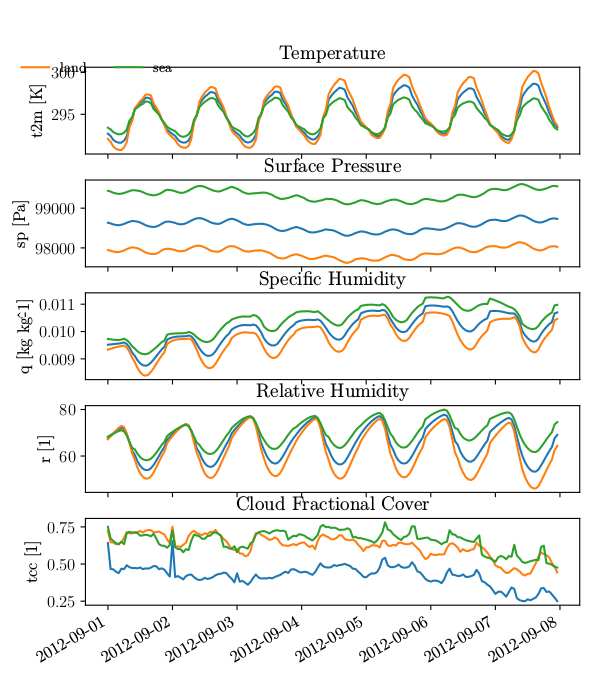 Temperature
land sea
300
295
t2m [K]
Surface Pressure
99000
98000
sp [Pa]
Specific Humidity
0.011
0.010
0.009
q [kg kg-1]
Relative Humidity
80
60
r [1]
Cloud Fractional Cover
0.75
0.50
0.25
tcc [1]
2012-09-01 2012-09-02 2012-09-03 2012-09-04 2012-09-05 2012-09-06 2012-09-07 2012-09-08